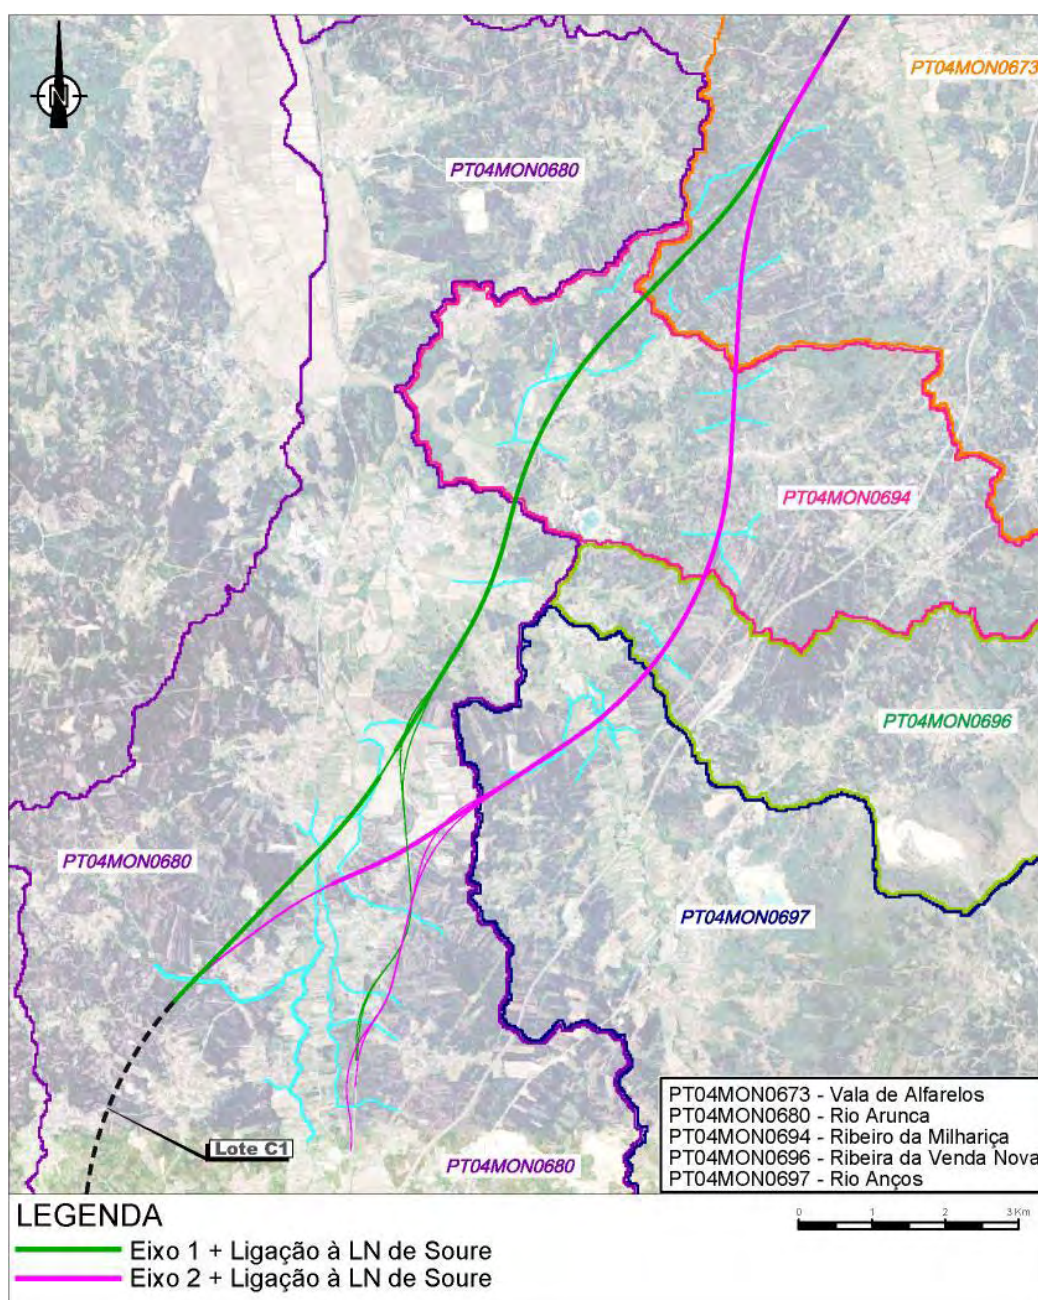 N
PT04MON0673
PT04MON0680
PT04MON0694
PT04MON0696
PT04MON0680
PT04MON0697
Lote C1
PT04MON0680
PT04MON0673 - Vala de Alfarelos
PT04MON0680 - Rio Arunca
PT04MON0694 - Ribeiro da Milhariça
PT04MON0696 - Ribeira da Venda Nova
PT04MON0697 - Rio Anços
LEGENDA
0 1 2 3 Km
Eixo 1 + Ligação à LN de Soure
Eixo 2 + Ligação à LN de Soure